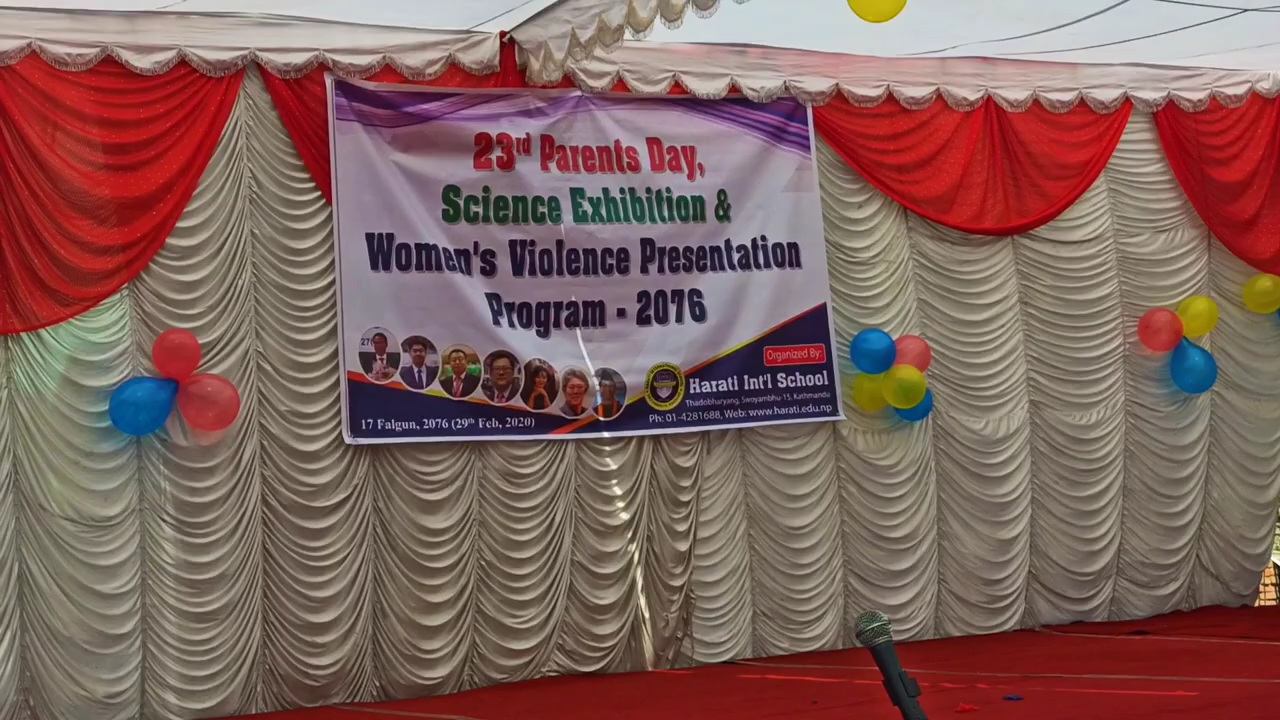 23rd Parents Day,
Science Exhibition &
Women's Violence Presentation
Program - 2076
Organized By:
Harati Int'l School
Thadobharyang, Swoyambhu-15, Kathmandu
Ph: 01-4281688, Web: www.harati.edu.np
17 Falgun, 2076 (29th Feb, 2020)